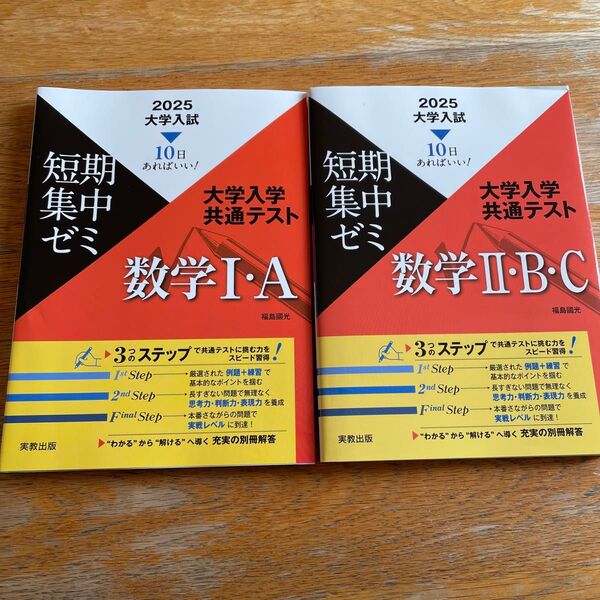 2025
大学入試
10日
あればいい!
短期
集中
ゼミ
大学入学
共通テスト
数学Ⅰ・A
福島國光
3つのステップで共通テストに挑む力を
スピード習得!
1st Step
厳選された 例題+練習 で
基本的なポイントを掴む
2nd Step
長すぎない問題で無理なく
思考力・判断力・表現力 を養成
Final Step
本番さながらの問題で
実戦レベル に到達!
"わかる"から"解ける"へ導く 充実の別冊解答
実教出版
2025
大学入試
10日
あればいい!
短期
集中
ゼミ
大学入学
共通テスト
数学Ⅱ・B・C
福島國光
3つのステップで共通テストに挑む力を
スピード習得!
1st Step
厳選された 例題+練習 で
基本的なポイントを掴む
2nd Step
長すぎない問題で無理なく
思考力・判断力・表現力 を養成
Final Step
本番さながらの問題で
実戦レベル に到達!
"わかる"から"解ける"へ導く 充実の別冊解答
実教出版